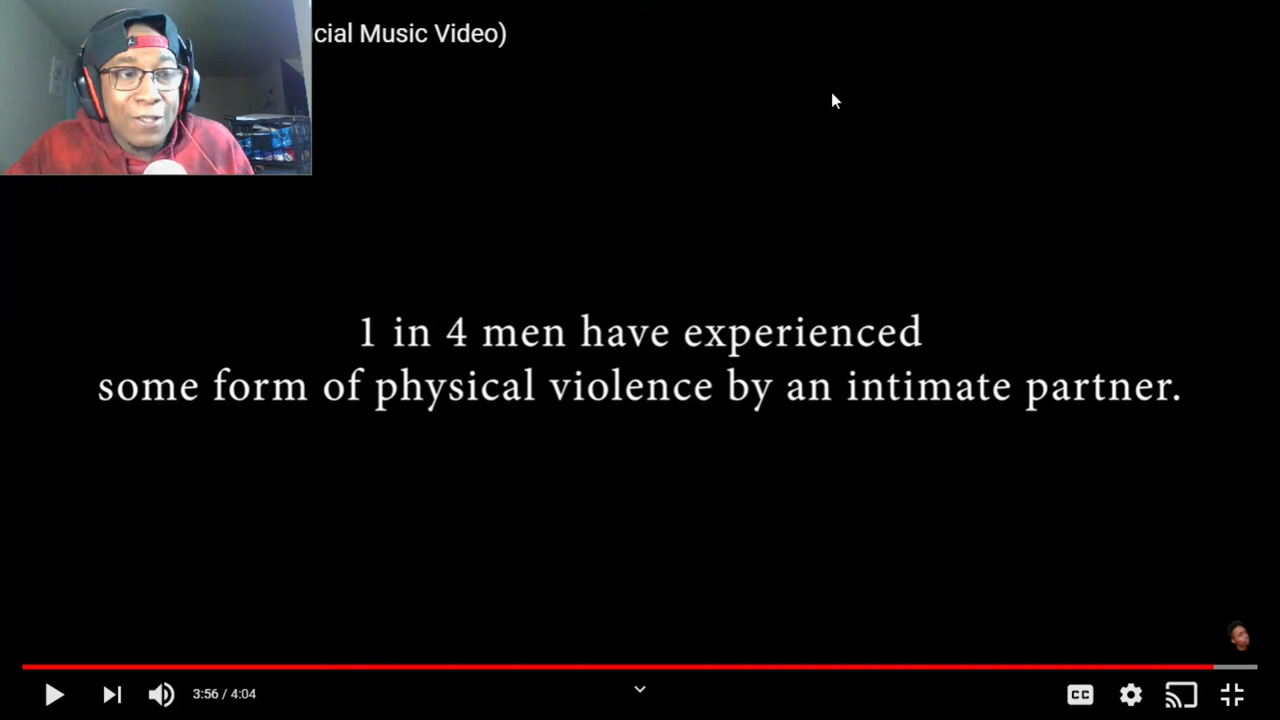 cial Music Video)
1 in 4 men have experienced
some form of physical violence by an intimate partner.
3:56 / 4:04
CC